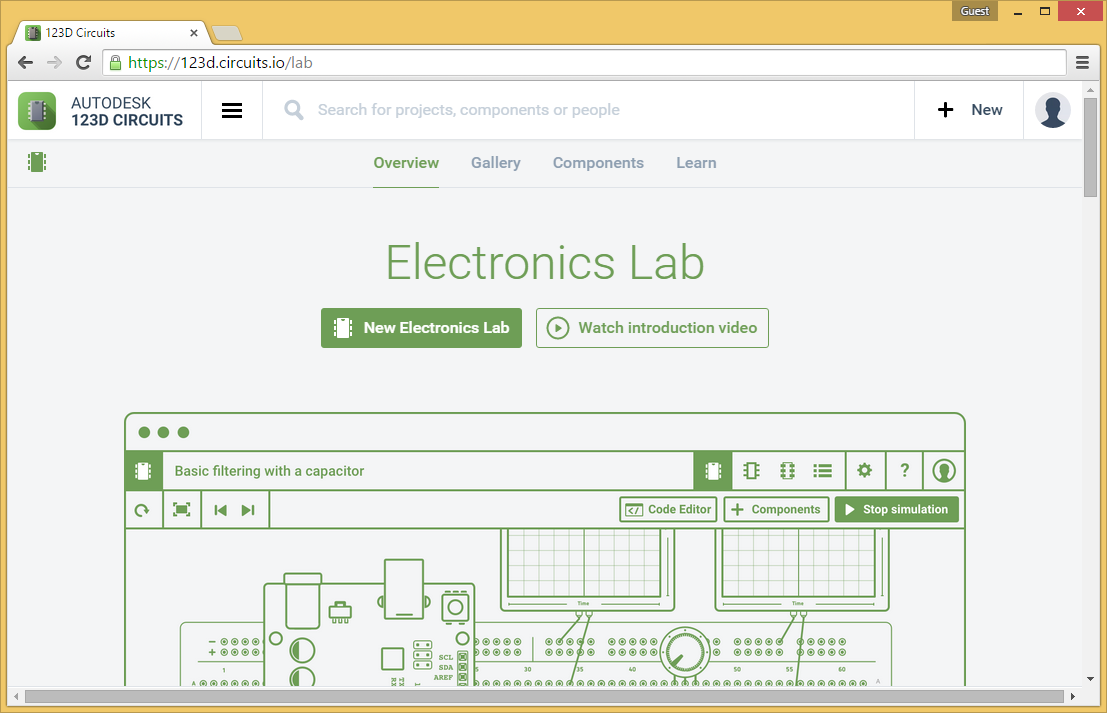 Guest
123D Circuits
https://123d.circuits.io/lab
AUTODESK
123D CIRCUITS
Search for projects, components or people
New
Overview Gallery Components Learn
Electronics Lab
New Electronics Lab Watch introduction video
Basic filtering with a capacitor ?
Code Editor Components Stop simulation
Time Time
SCL
SDA
AREF
1 30 35 40 50 55 60
A A